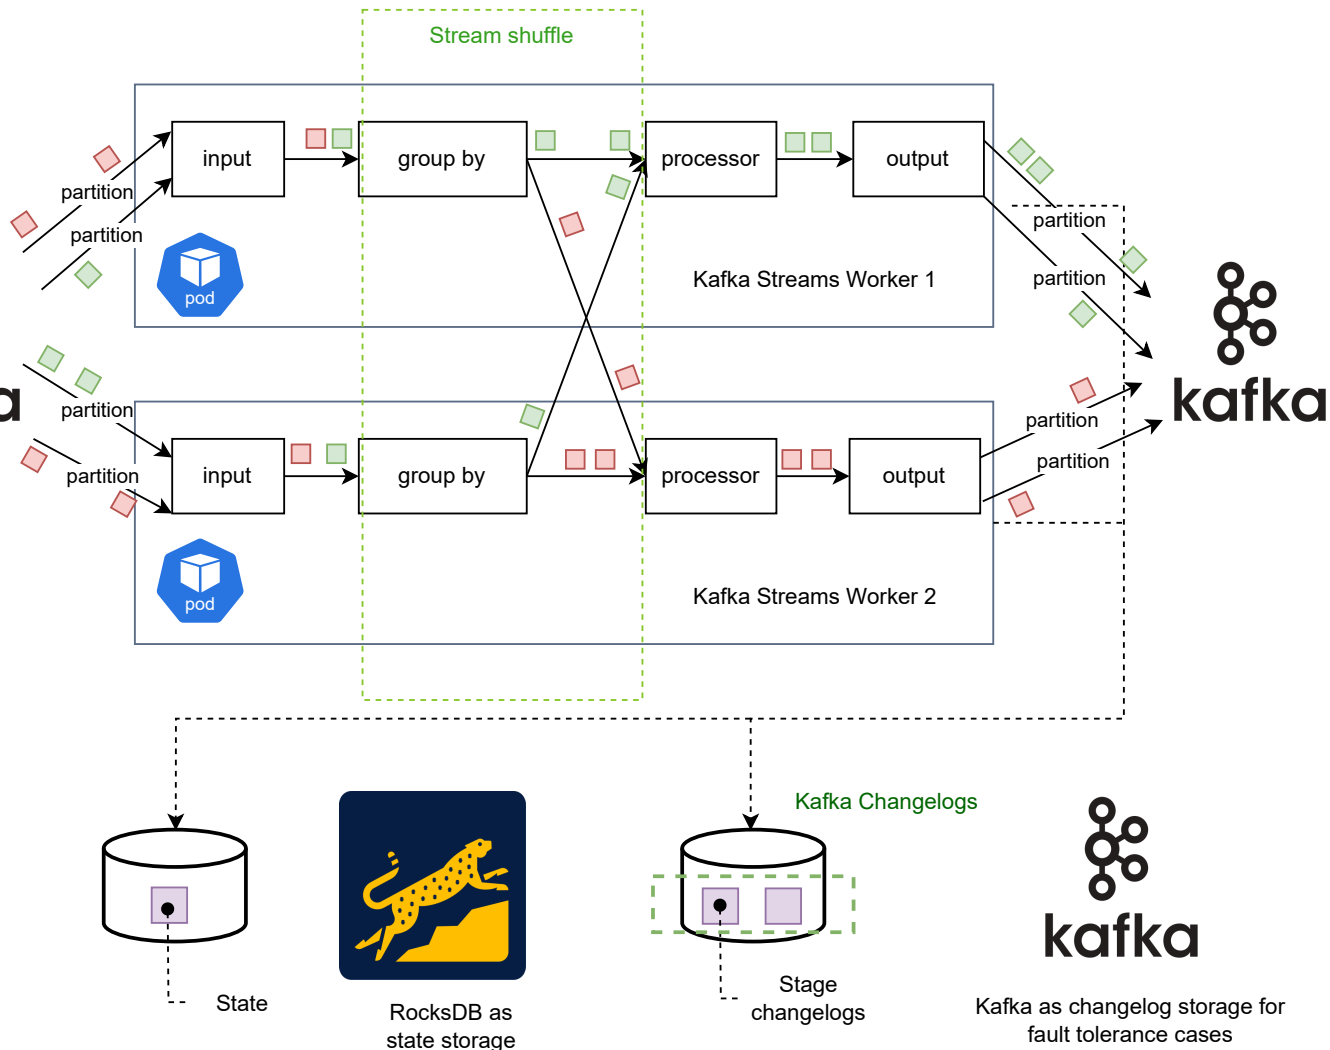 Stream shuffle
input
group by
processor
output
partition
partition
partition
partition
pod
Kafka Streams Worker 1
kafka
a
partition
partition
input
group by
processor
output
partition
partition
pod
Kafka Streams Worker 2
Kafka Changelogs
State
RocksDB as
state storage
Stage
changelogs
kafka
Kafka as changelog storage for
fault tolerance cases